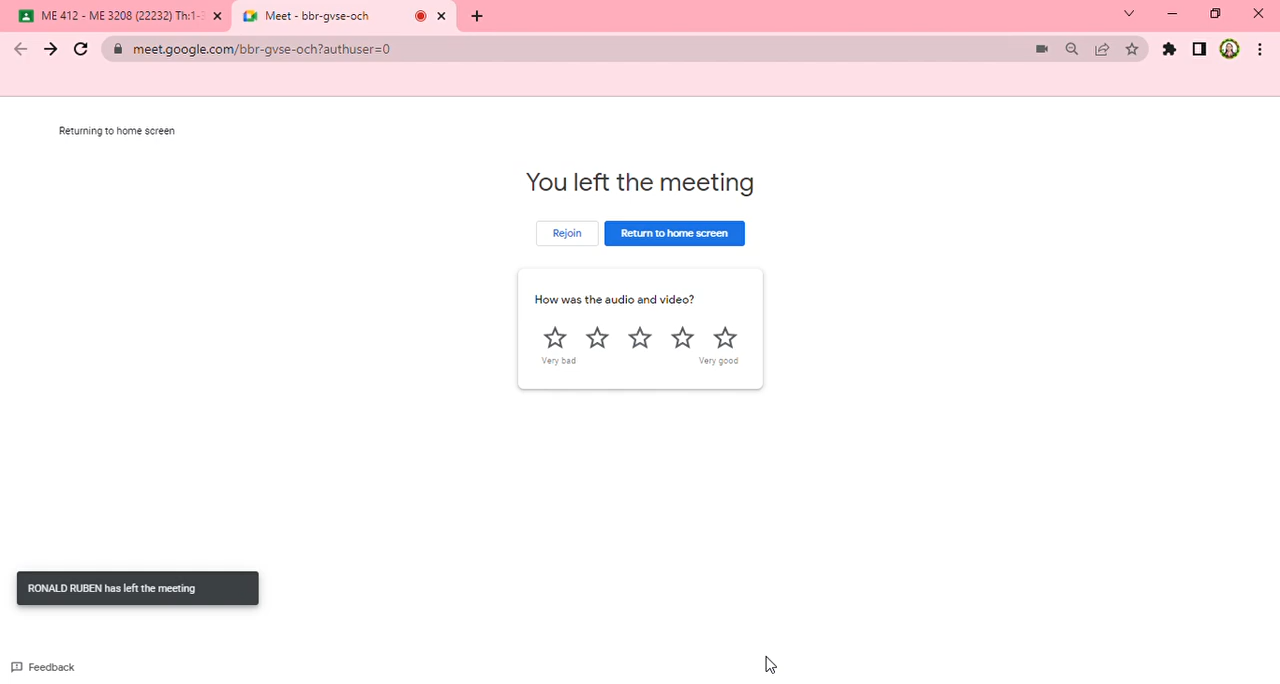 ME 412 - ME 3208 (22232) Th:1-
Meet - bbr-gvse-och
meet.google.com/bbr-gvse-och?authuser=0
Returning to home screen
You left the meeting
Rejoin
Return to home screen
How was the audio and video?
Very bad
Very good
RONALD RUBEN has left the meeting
Feedback